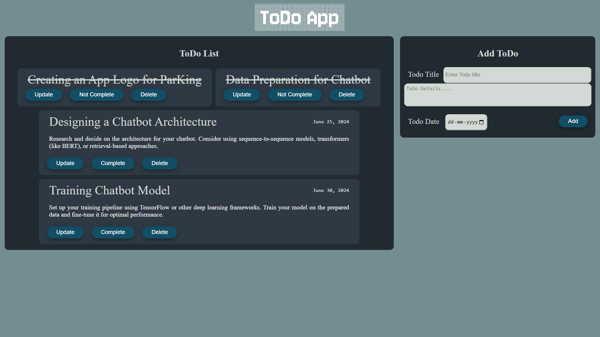 ToDo App
ToDo List
Creating an App Logo for ParKing
Update Not Complete Delete
Data Preparation for Chatbot
Update Not Complete Delete
Designing a Chatbot Architecture
June 25, 2024
Research and decide on the architecture for your chatbot. Consider using sequence-to-sequence models, transformers
(like BERT), or retrieval-based approaches.
Update Complete Delete
Training Chatbot Model
June 30, 2024
Set up your training pipeline using TensorFlow or other deep learning frameworks. Train your model on the prepared
data and fine-tune it for optimal performance.
Update Complete Delete
Add ToDo
Todo Title Enter Todo title
ToDo Details....
Todo Date dd-mm-yyyy Add